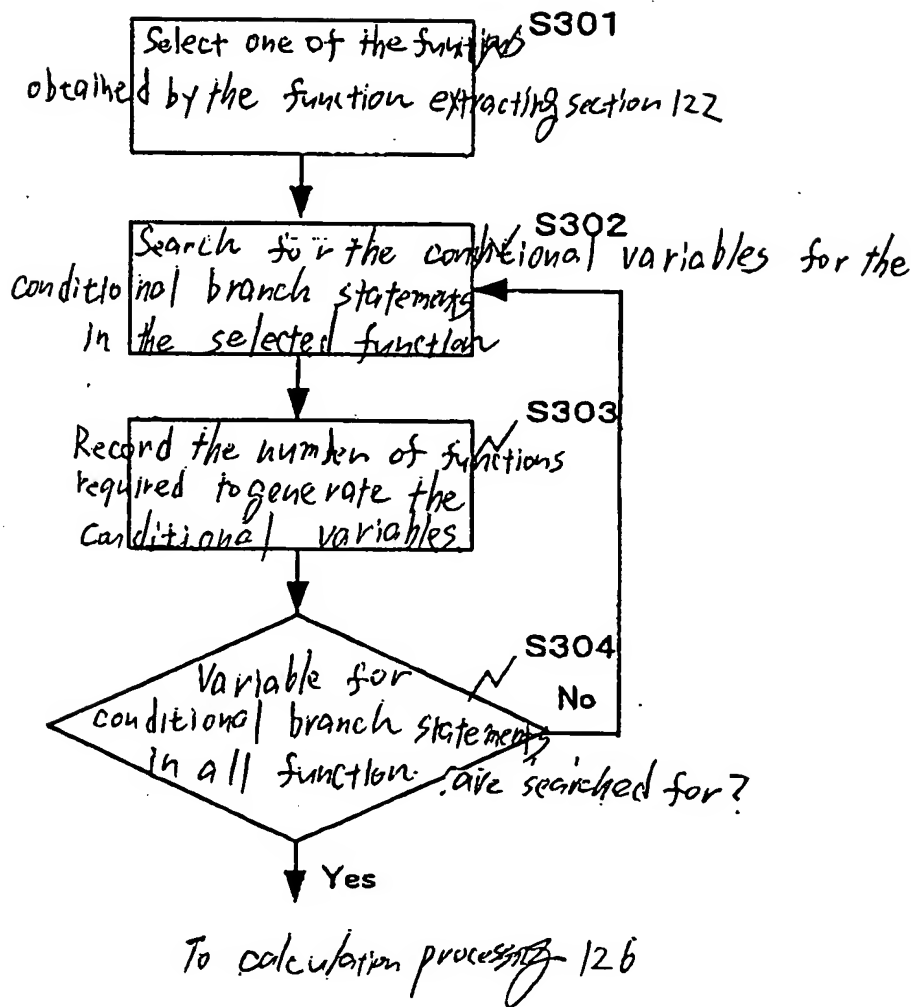 S301
Select one of the functions
obtained by the function extracting section 122
S302
Search for the conditional variables for the
conditional branch statements
in the selected function
S303
Record the number of functions
required to generate the
conditional variables
S304
Variable for
conditional branch statements
in all function are searched for?
No
Yes
To calculation processing 126